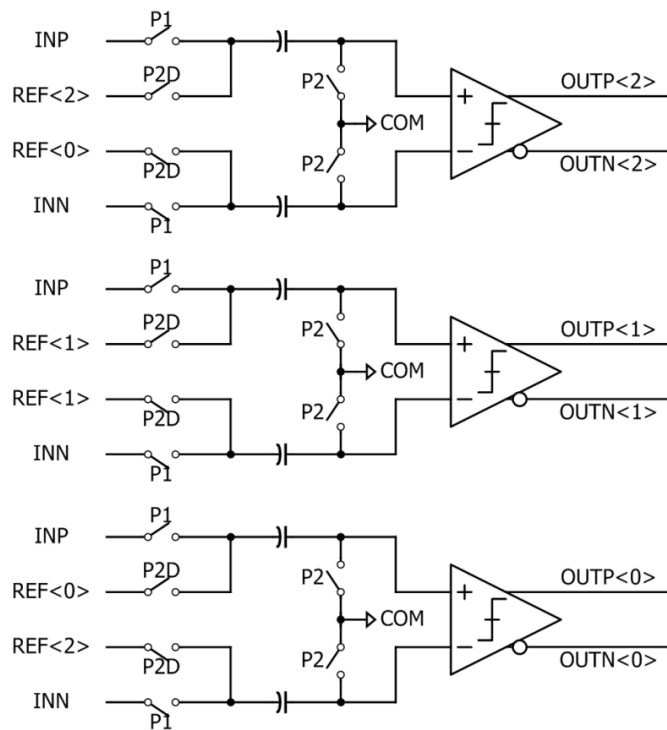 P1
INP
OUTP<2>
P2D
REF<2>
P2
+
COM
REF<0>
P2
−
P2D
OUTN<2>
INN
P1
P1
INP
OUTP<1>
P2D
REF<1>
P2
+
COM
REF<1>
P2
−
P2D
OUTN<1>
INN
P1
P1
INP
OUTP<0>
P2D
REF<0>
P2
+
COM
REF<2>
P2
−
P2D
OUTN<0>
INN
P1